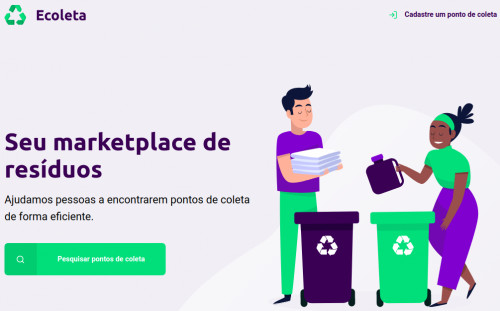 Ecoleta
Cadastre um ponto de coleta
Seu marketplace de
resíduos
Ajudamos pessoas a encontrarem pontos de coleta
de forma eficiente.
Pesquisar pontos de coleta